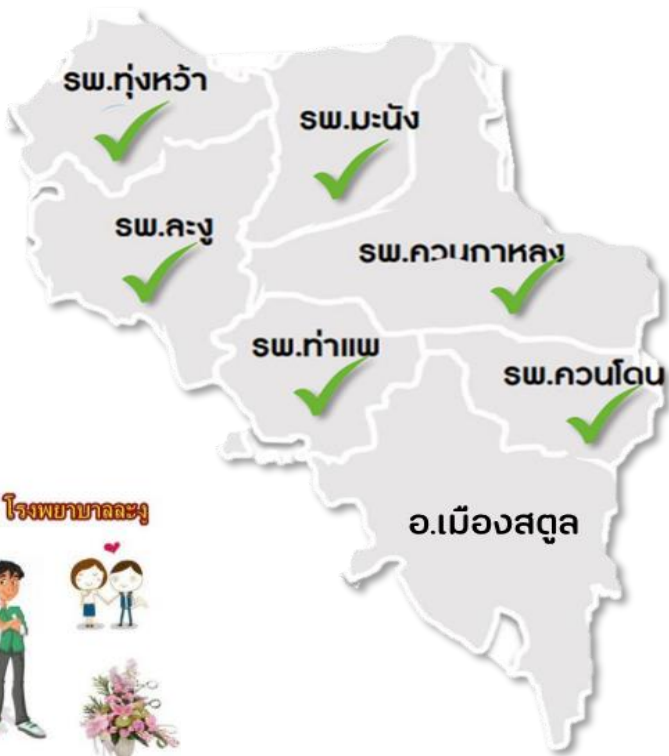 รพ.ทุ่งหว้า
รพ.มะนัง
รพ.ละงู
รพ.ควนกาหลง
รพ.ท่าแพ
รพ.ควนโดน
อ.เมืองสตูล
โรงพยาบาลละงู